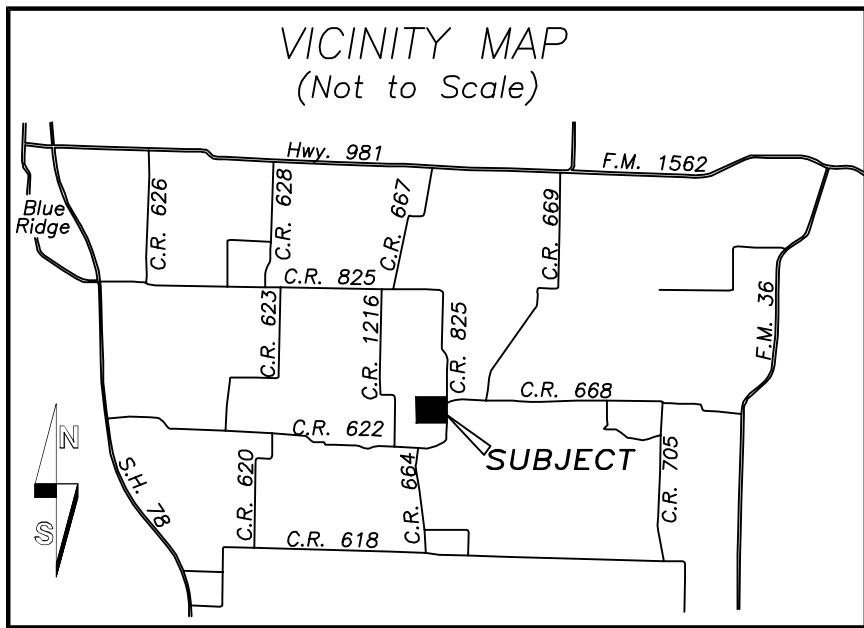 VICINITY MAP
(Not to Scale)
Hwy. 981
F.M. 1562
Blue
Ridge
C.R. 626
C.R. 628
C.R. 667
C.R. 669
C.R. 825
C.R. 623
C.R. 1216
C.R. 825
F.M. 36
C.R. 668
C.R. 622
N
S
S.H. 78
C.R. 620
C.R. 664
SUBJECT
C.R. 705
C.R. 618